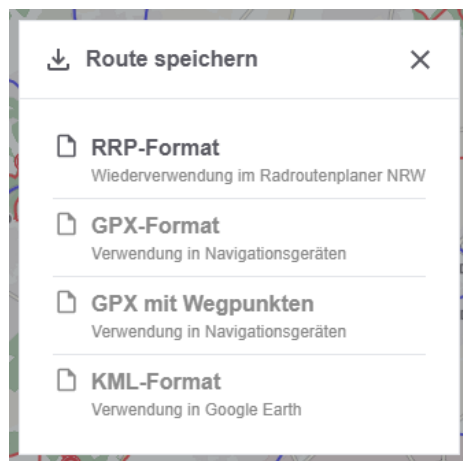 Route speichern
RRP-Format
Wiederverwendung im Radroutenplaner NRW
GPX-Format
Verwendung in Navigationsgeräten
GPX mit Wegpunkten
Verwendung in Navigationsgeräten
KML-Format
Verwendung in Google Earth